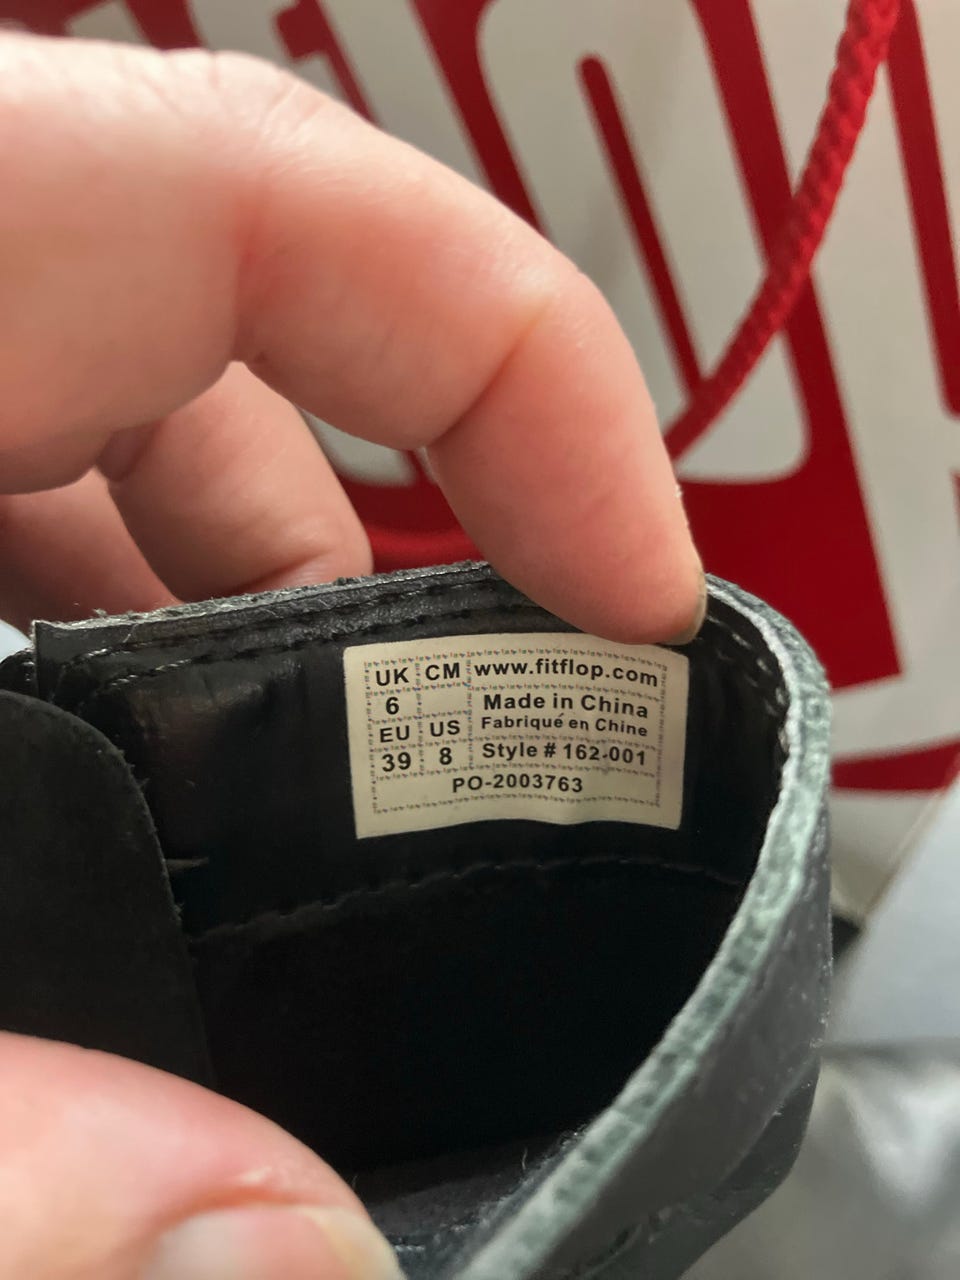 UK CM www.fitflop.com
6 Made in China
Fabriqué en Chine
EU US
39 8 Style # 162-001
PO-2003763